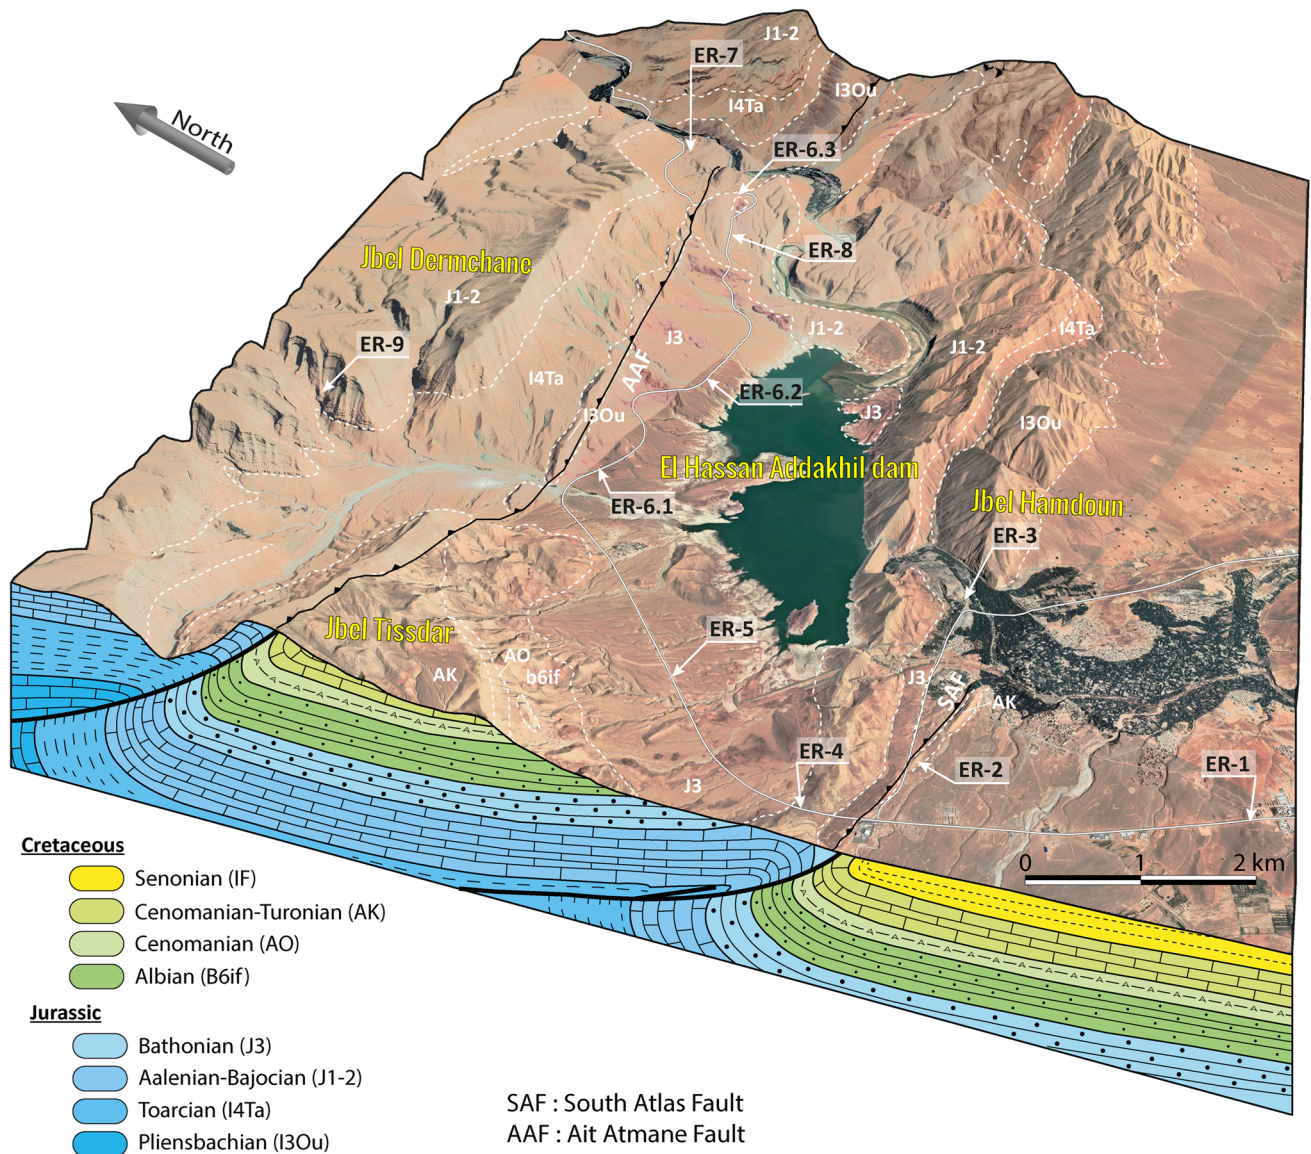 J1-2
ER-7
I3Ou
I4Ta
North
ER-6.3
ER-8
Jbel Dermchane
J1-2
ER-9
J3
J1-2
J1-2
I4Ta
AAF
I4Ta
ER-6.2
I3Ou
J3
I3Ou
El Hassan Addakhil dam
ER-6.1
Jbel Hamdoun
ER-3
Jbel Tissdar
ER-5
AO
AK
b6if
J3
SAF
AK
ER-4
ER-2
ER-1
J3
0 1 2 km
Cretaceous
Senonian (IF)
Cenomanian-Turonian (AK)
Cenomanian (AO)
Albian (B6if)
Jurassic
Bathonian (J3)
Aalenian-Bajocian (J1-2)
Toarcian (I4Ta)
Pliensbachian (I3Ou)
SAF : South Atlas Fault
AAF : Ait Atmane Fault